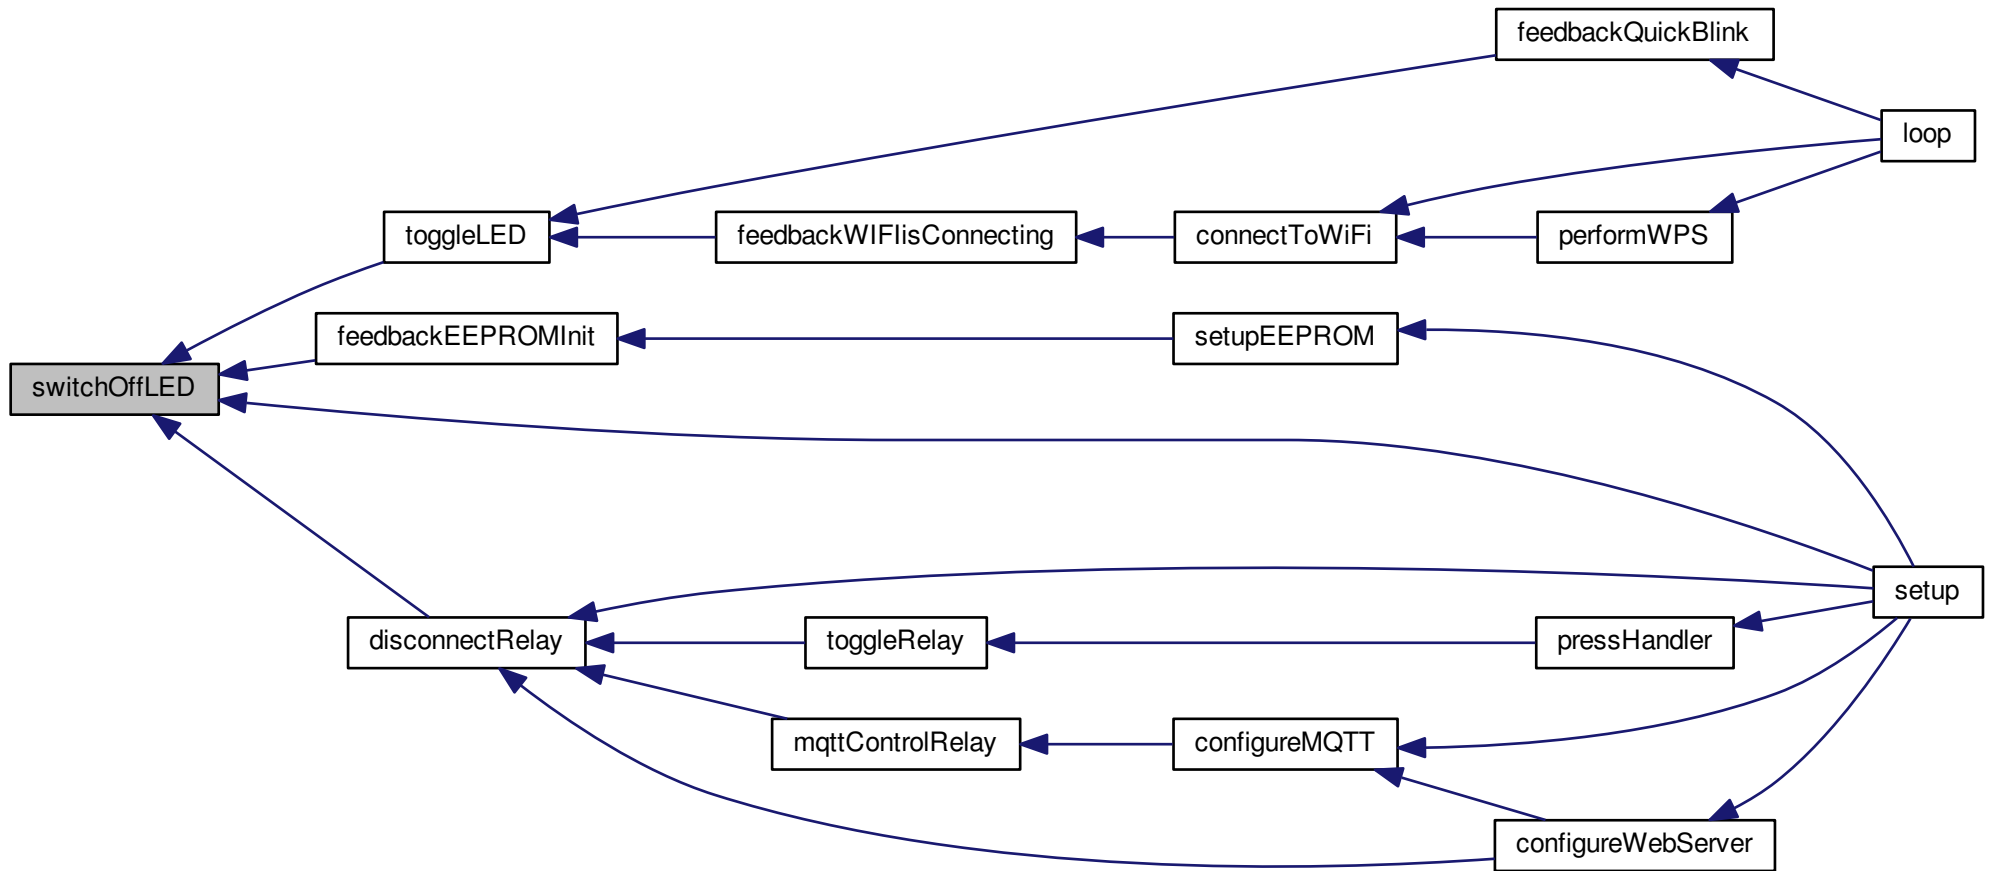 feedbackQuickBlink
loop
toggleLED
feedbackWIFIisConnecting
connectToWiFi
performWPS
feedbackEEPROMInit
setupEEPROM
switchOffLED
setup
disconnectRelay
toggleRelay
pressHandler
mqttControlRelay
configureMQTT
configureWebServer